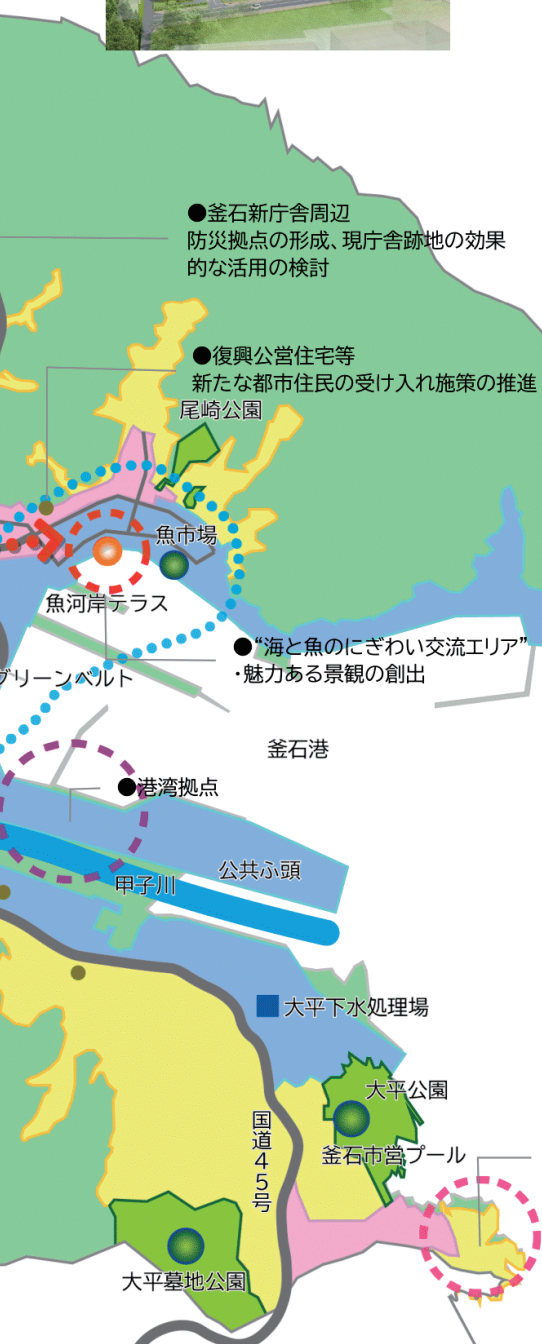 ●釜石新庁舎周辺
防災拠点の形成、現庁舎跡地の効果
的な活用の検討
●復興公営住宅等
新たな都市住民の受け入れ施策の推進
尾崎公園
魚市場
魚河岸テラス
●“海と魚のにぎわい交流エリア”
・魅力ある景観の創出
グリーンベルト
釜石港
●港湾拠点
公共ふ頭
甲子川
大平下水処理場
大平公園
国道45号
釜石市営プール
大平墓地公園